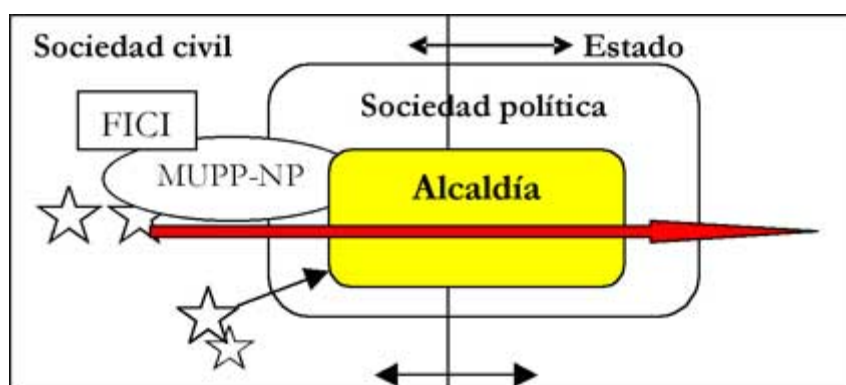 Sociedad civil
Estado
Sociedad política
FICI
MUPP-NP
Alcaldía